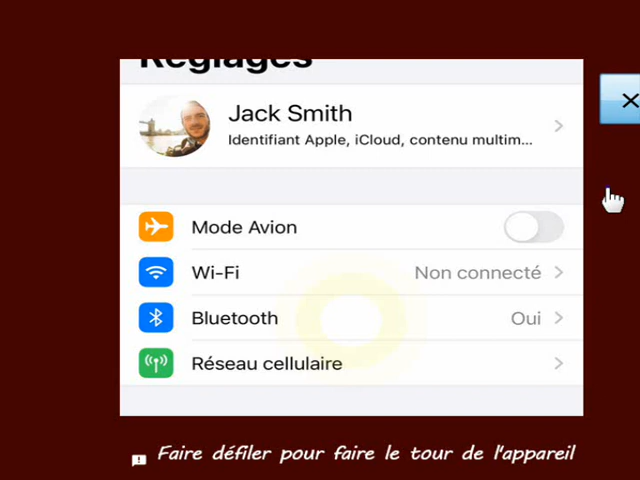 Réglages
Jack Smith
Identifiant Apple, iCloud, contenu multim...
Mode Avion
Wi-Fi Non connecté
Bluetooth Oui
Réseau cellulaire
Faire défiler pour faire le tour de l'appareil